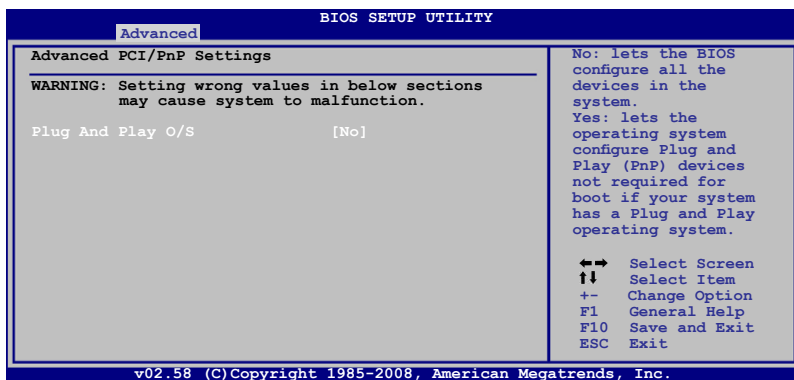 BIOS SETUP UTILITY
Advanced
Advanced PCI/PnP Settings
WARNING: Setting wrong values in below sections
may cause system to malfunction.
Plug And Play O/S [No]
No: lets the BIOS
configure all the
devices in the
system.
Yes: lets the
operating system
configure Plug and
Play (PnP) devices
not required for
boot if your system
has a Plug and Play
operating system.
←→ Select Screen
↑↓ Select Item
+- Change Option
F1 General Help
F10 Save and Exit
ESC Exit
v02.58 (C)Copyright 1985-2008, American Megatrends, Inc.